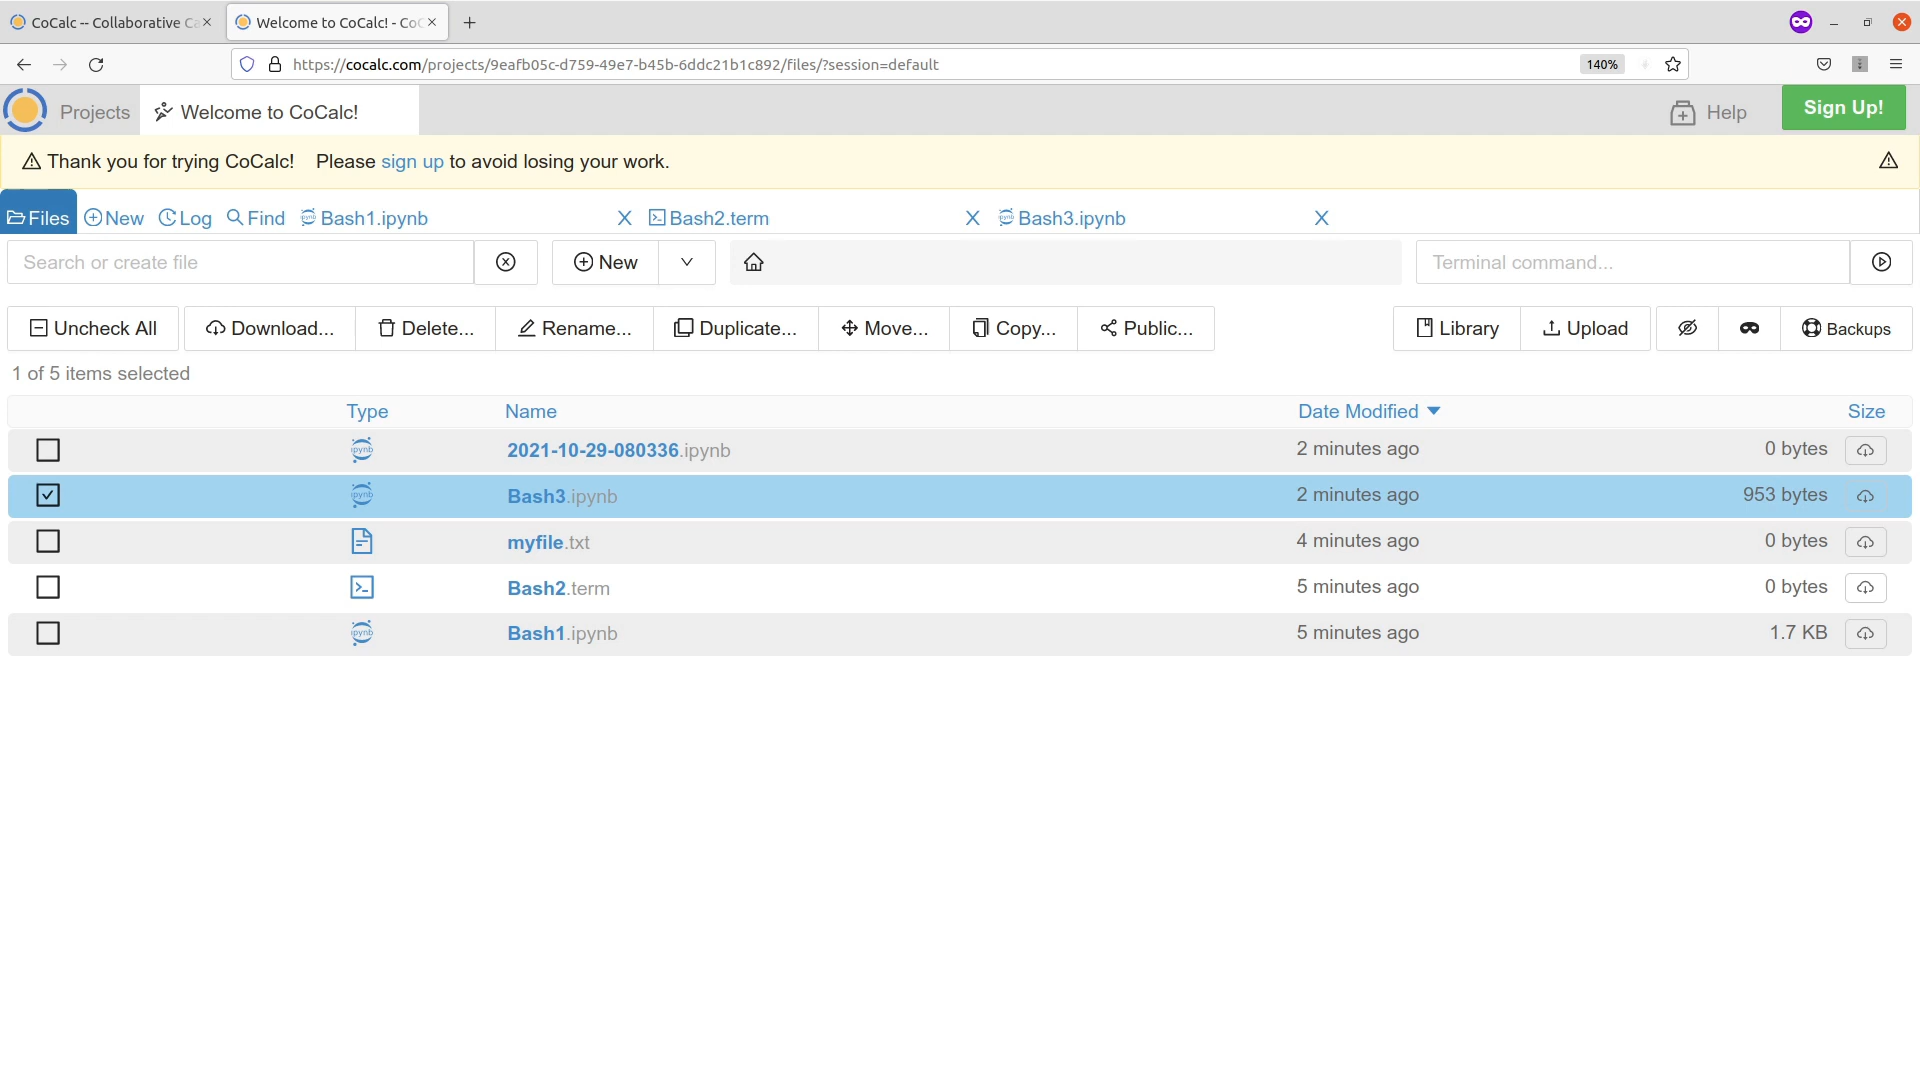 CoCalc -- Collaborative Ca
Welcome to CoCalc! - CoC
https://cocalc.com/projects/9eafb05c-d759-49e7-b45b-6ddc21b1c892/files/?session=default
140%
Projects
Welcome to CoCalc!
Help
Sign Up!
Thank you for trying CoCalc! Please sign up to avoid losing your work.
Files
New
Log
Find
Bash1.ipynb
Bash2.term
Bash3.ipynb
Search or create file
New
Terminal command...
Uncheck All
Download...
Delete...
Rename...
Duplicate...
Move...
Copy...
Public...
Library
Upload
Backups
1 of 5 items selected
Type Name Date Modified Size
ipynb 2021-10-29-080336.ipynb 2 minutes ago 0 bytes
ipynb Bash3.ipynb 2 minutes ago 953 bytes
myfile.txt 4 minutes ago 0 bytes
Bash2.term 5 minutes ago 0 bytes
ipynb Bash1.ipynb 5 minutes ago 1.7 KB